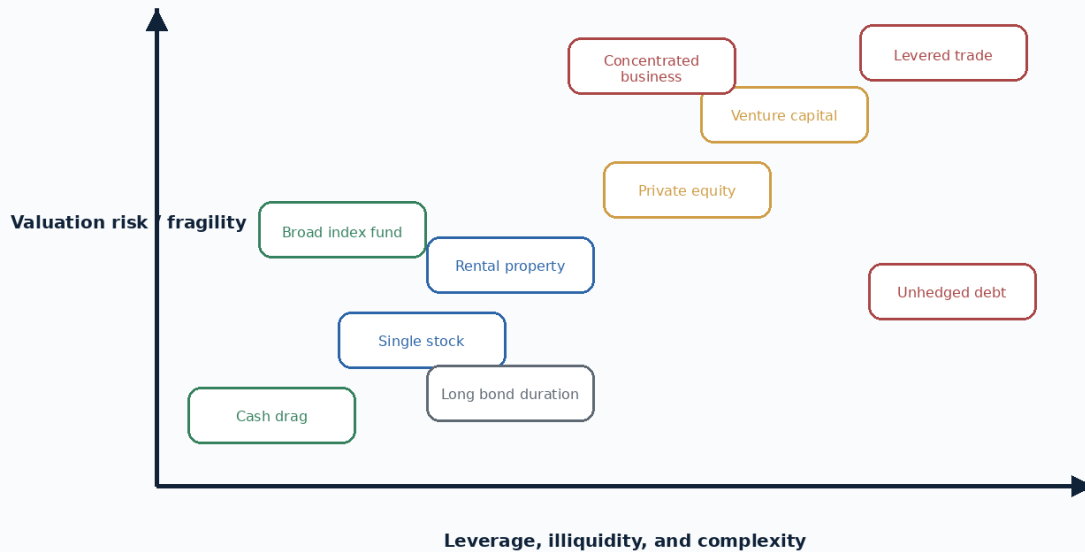 Levered trade
Concentrated
business
Venture capital
Private equity
Valuation risk / fragility
Broad index fund
Rental property
Unhedged debt
Single stock
Long bond duration
Cash drag
Leverage, illiquidity, and complexity